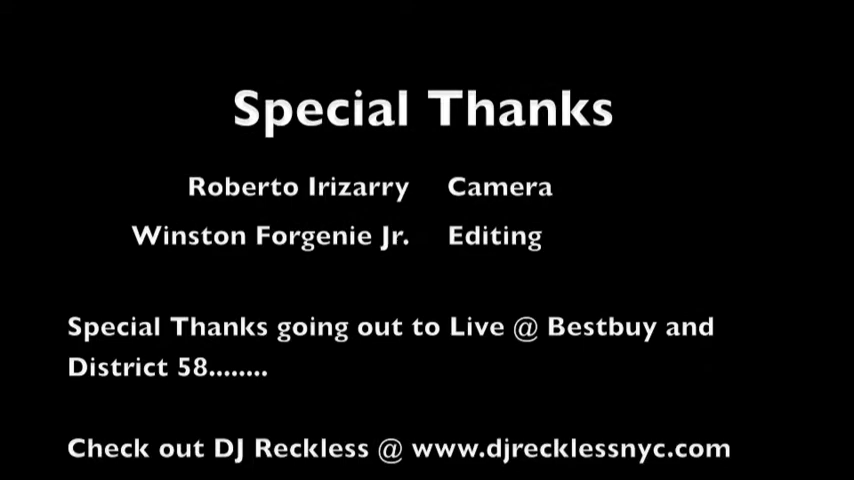 Special Thanks
Roberto Irizarry Camera
Winston Forgenie Jr. Editing
Special Thanks going out to Live @ Bestbuy and
District 58........
Check out DJ Reckless @ www.djrecklessnyc.com